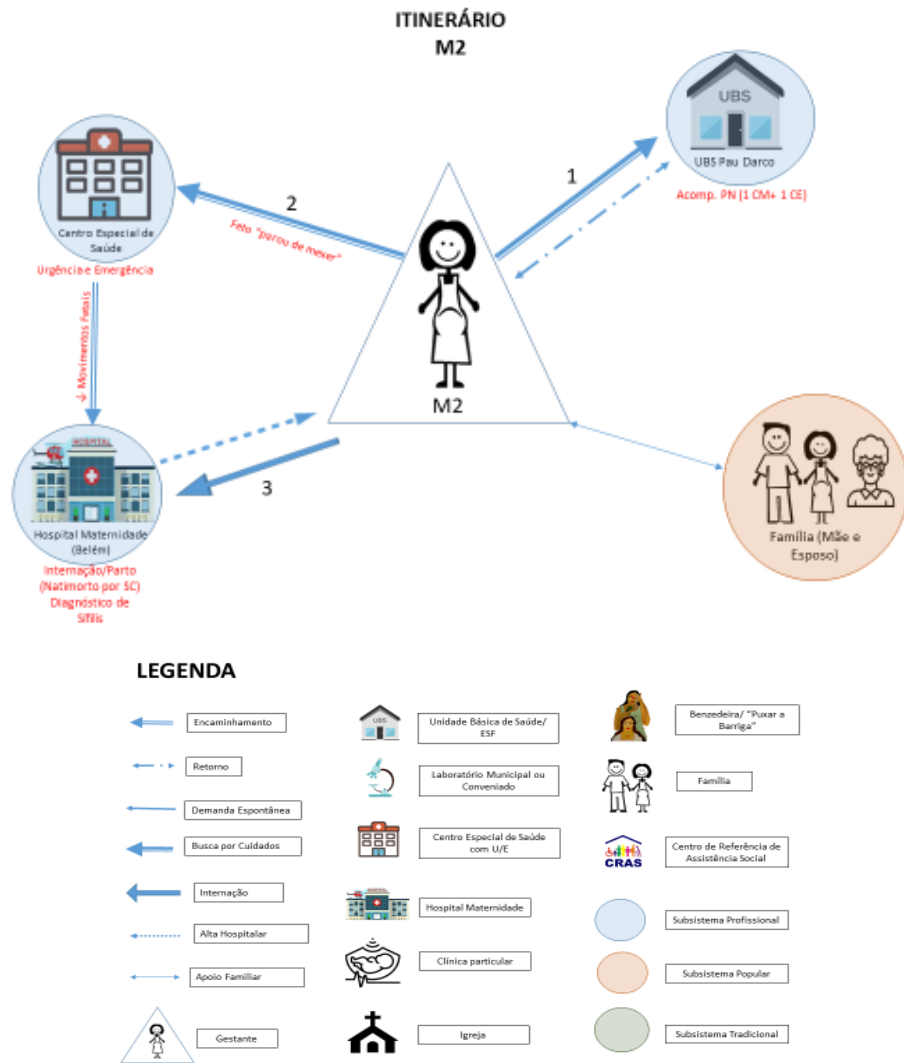 ITINERÁRIO
M2
UBS
UBS Pau Darco
Acomp. PN (1 CM+ 1 CE)
1
2
Feto "parou de mexer"
Centro Especial de
Saúde
Urgência e Emergência
↓ Movimentos Fetais
M2
HOSPITAL
Hospital Maternidade
(Belém)
Internação/Parto
(Natimorto por SC)
Diagnóstico de
Sífilis
3
Família (Mãe e
Esposo)
LEGENDA
Encaminhamento
Retorno
Demanda Espontânea
Busca por Cuidados
Internação
Alta Hospitalar
Apoio Familiar
Gestante
UBS
Unidade Básica de Saúde/
ESF
Laboratório Municipal ou
Conveniado
Centro Especial de Saúde
com U/E
Hospital Maternidade
Clínica particular
Igreja
Benzedeira/ "Puxar a
Barriga"
Família
CRAS
Centro de Referência de
Assistência Social
Subsistema Profissional
Subsistema Popular
Subsistema Tradicional